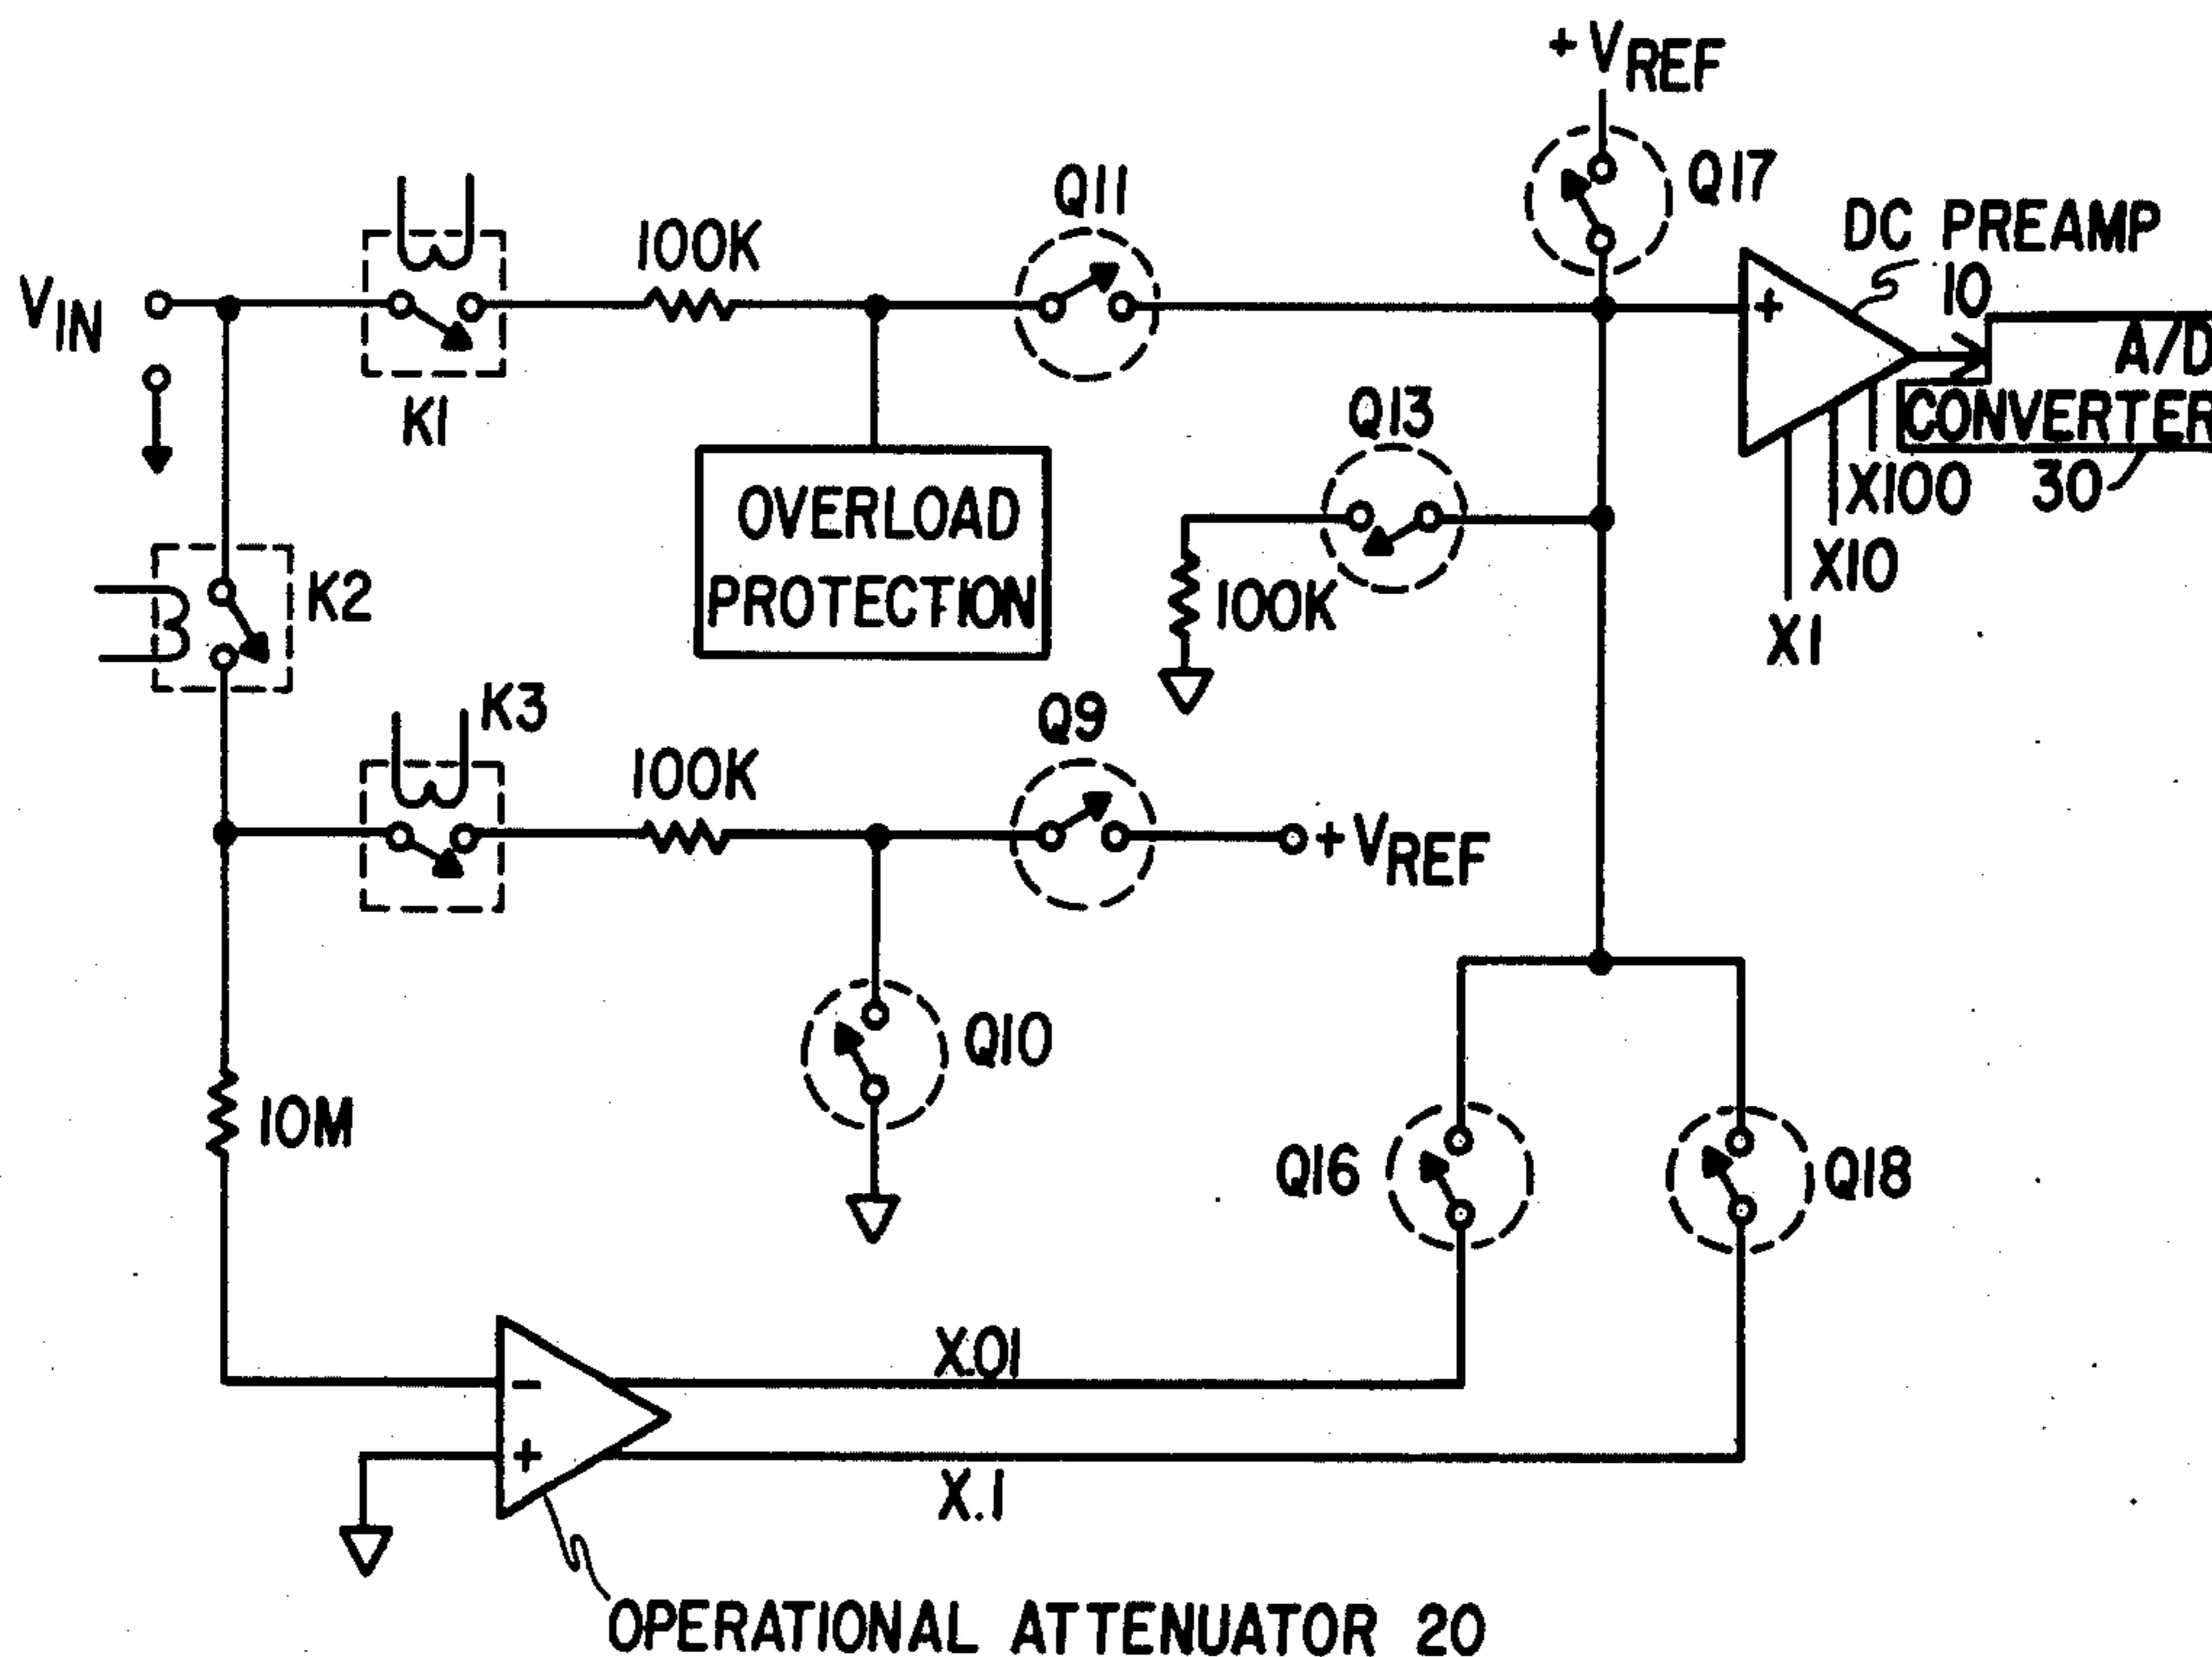 +VREF
Q17
Q11
DC PREAMP
10
100K
VIN
+
A/D
K1
Q13
CONVERTER
OVERLOAD
PROTECTION
X100
30
X10
X1
100K
K2
K3
Q9
100K
+VREF
Q10
10M
Q16
Q18
X.01
-
+
X.1
OPERATIONAL ATTENUATOR 20